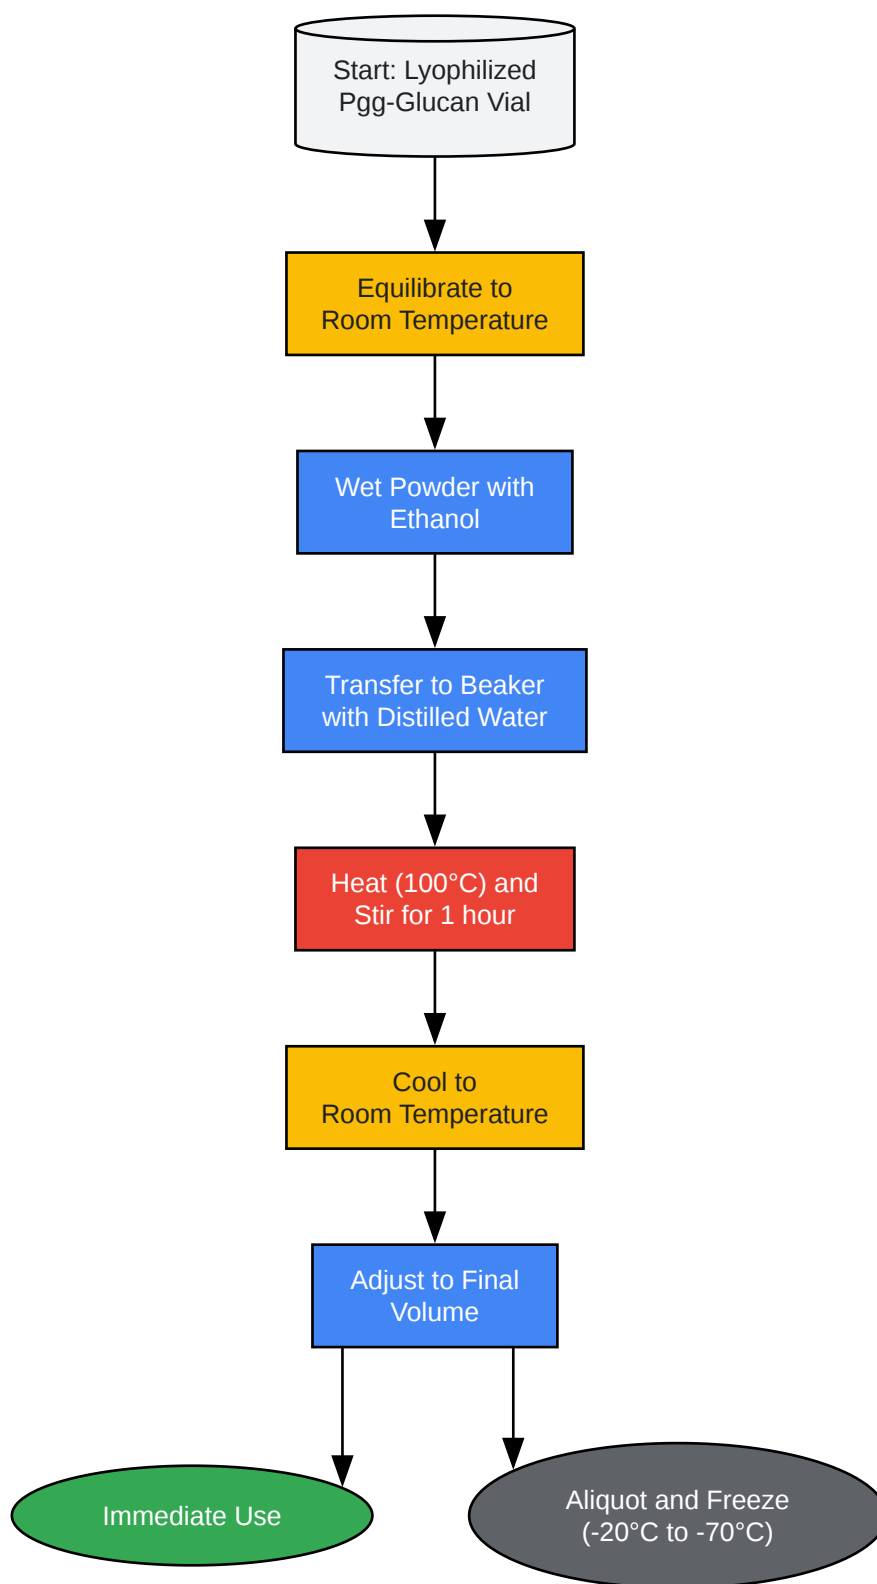 Start: Lyophilized
Pgg-Glucan Vial
Equilibrate to
Room Temperature
Wet Powder with
Ethanol
Transfer to Beaker
with Distilled Water
Heat (100°C) and
Stir for 1 hour
Cool to
Room Temperature
Adjust to Final
Volume
Immediate Use
Aliquot and Freeze
(-20°C to -70°C)